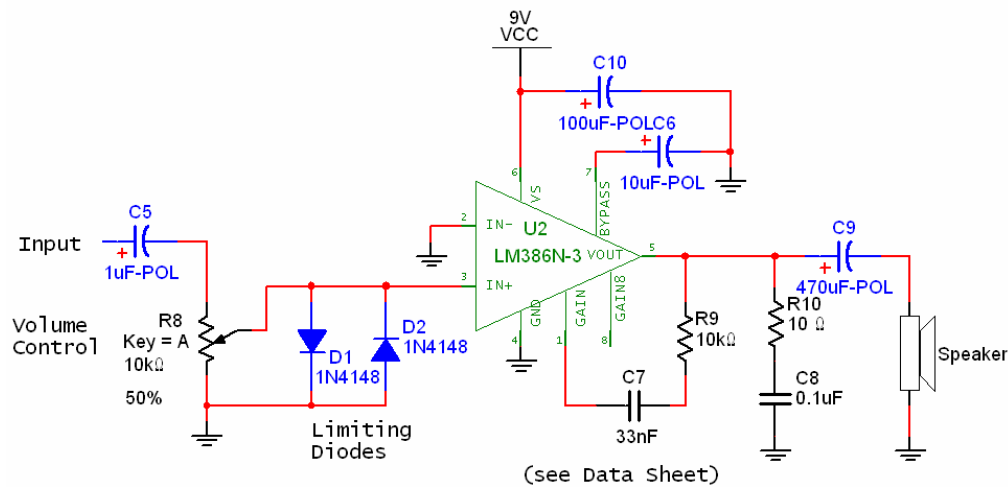 9V
VCC
C10
100uF-POL
C6
10uF-POL
6
VS
7
BYPASS
C5
Input
1uF-POL
2
IN-
U2
LM386N-3
VOUT
5
3
IN+
GND
4
GAIN
1
GAIN8
8
C9
470uF-POL
R8
Volume
Control
Key = A
10kΩ
50%
D1
1N4148
D2
1N4148
R9
10kΩ
R10
10 Ω
C8
0.1uF
Speaker
C7
33nF
Limiting
Diodes
(see Data Sheet)